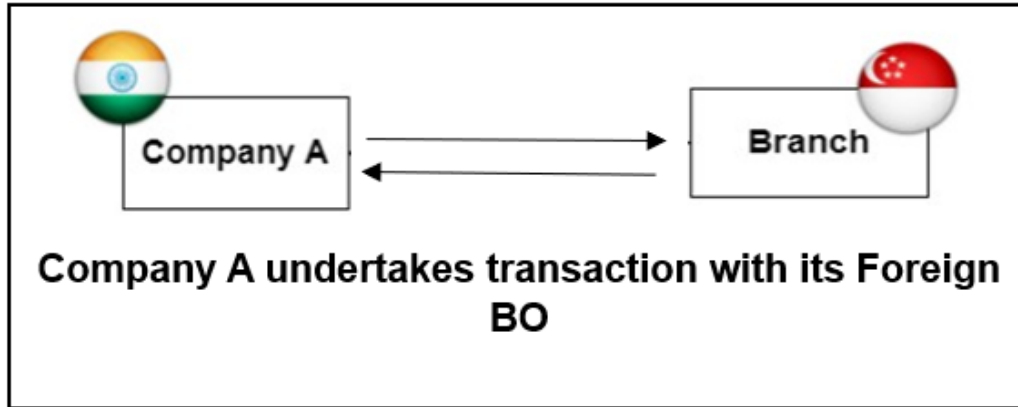 Company A
Branch
Company A undertakes transaction with its Foreign
BO